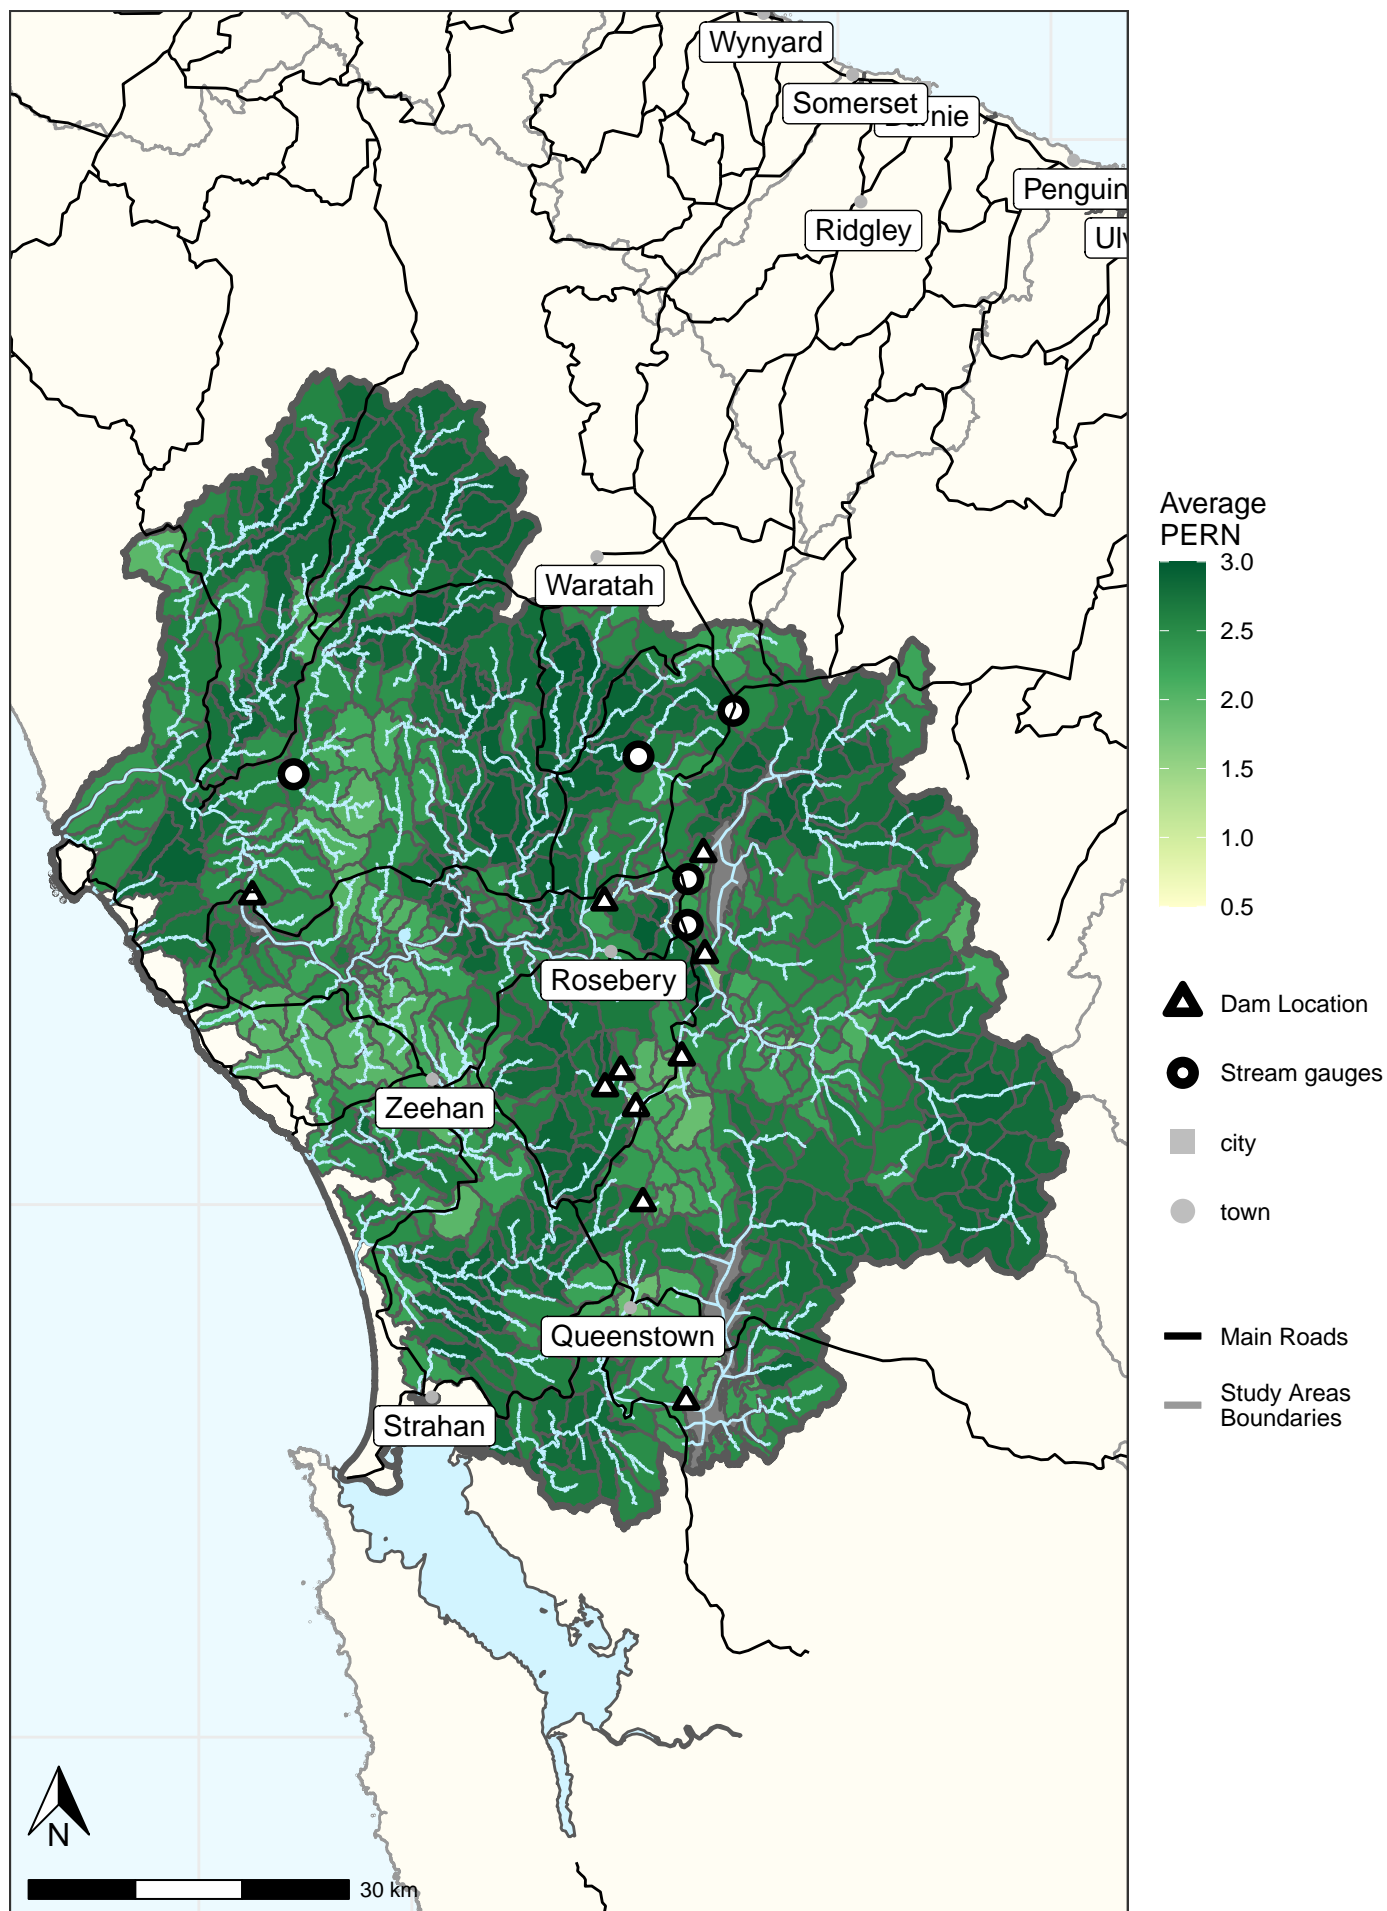 Wynyard
Somerset
Penguin
Ridgley
Waratah
Rosebery
Zeehan
Queenstown
Strahan
N
30 km
Average
PERN
3.0
2.5
2.0
1.5
1.0
0.5
Dam Location
Stream gauges
city
town
Main Roads
Study Areas
Boundaries